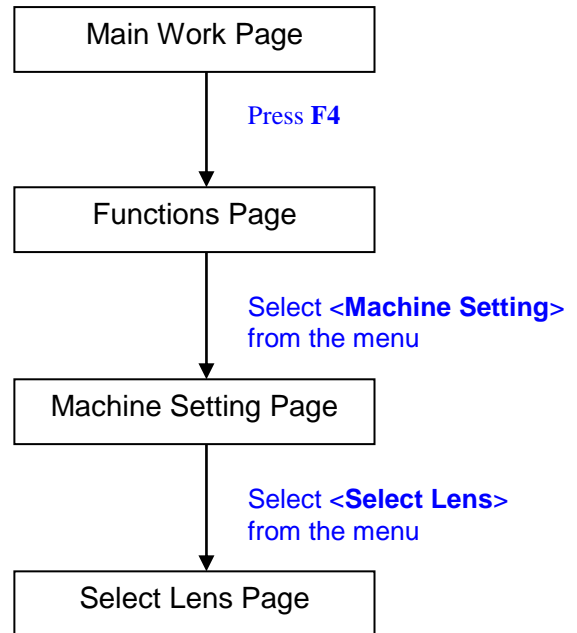 Main Work Page
Press F4
Functions Page
Select <Machine Setting>
from the menu
Machine Setting Page
Select <Select Lens>
from the menu
Select Lens Page